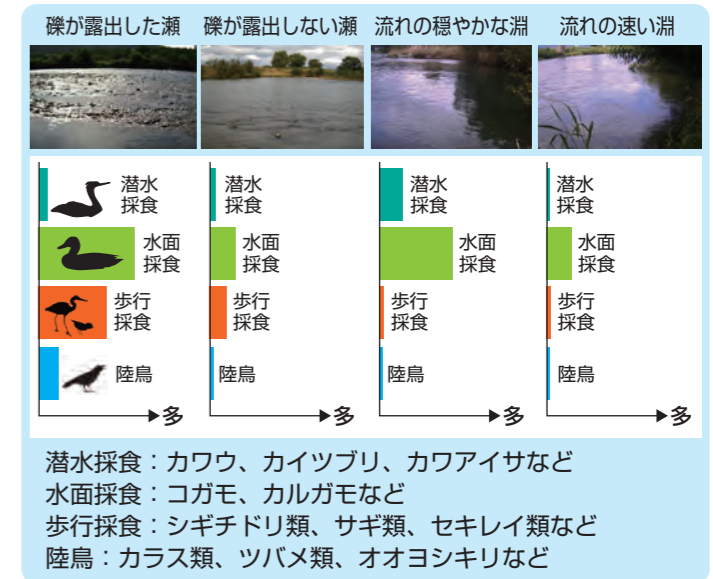 礫が露出した瀬 礫が露出しない瀬 流れの穏やかな淵 流れの速い淵
潜水
採食
水面
採食
歩行
採食
陸鳥
多
潜水
採食
水面
採食
歩行
採食
陸鳥
多
潜水
採食
水面
採食
歩行
採食
陸鳥
多
潜水
採食
水面
採食
歩行
採食
陸鳥
多
潜水採食：カワウ、カイツブリ、カワアイサなど
水面採食：コガモ、カルガモなど
歩行採食：シギチドリ類、サギ類、セキレイ類など
陸鳥：カラス類、ツバメ類、オオヨシキリなど